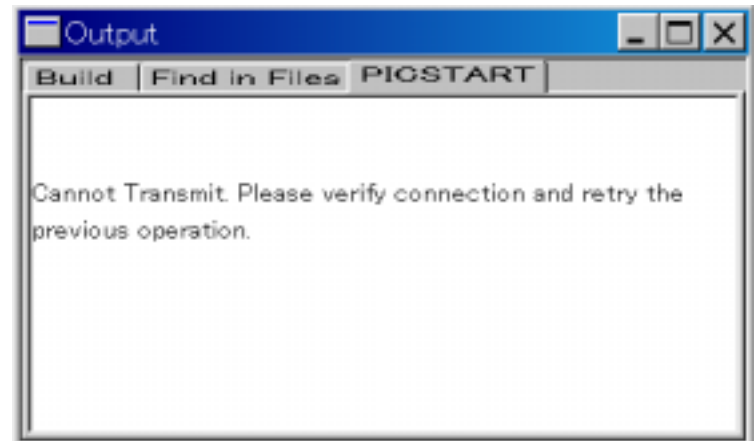 Output
Build Find in Files PICSTART
Cannot Transmit. Please verify connection and retry the
previous operation.